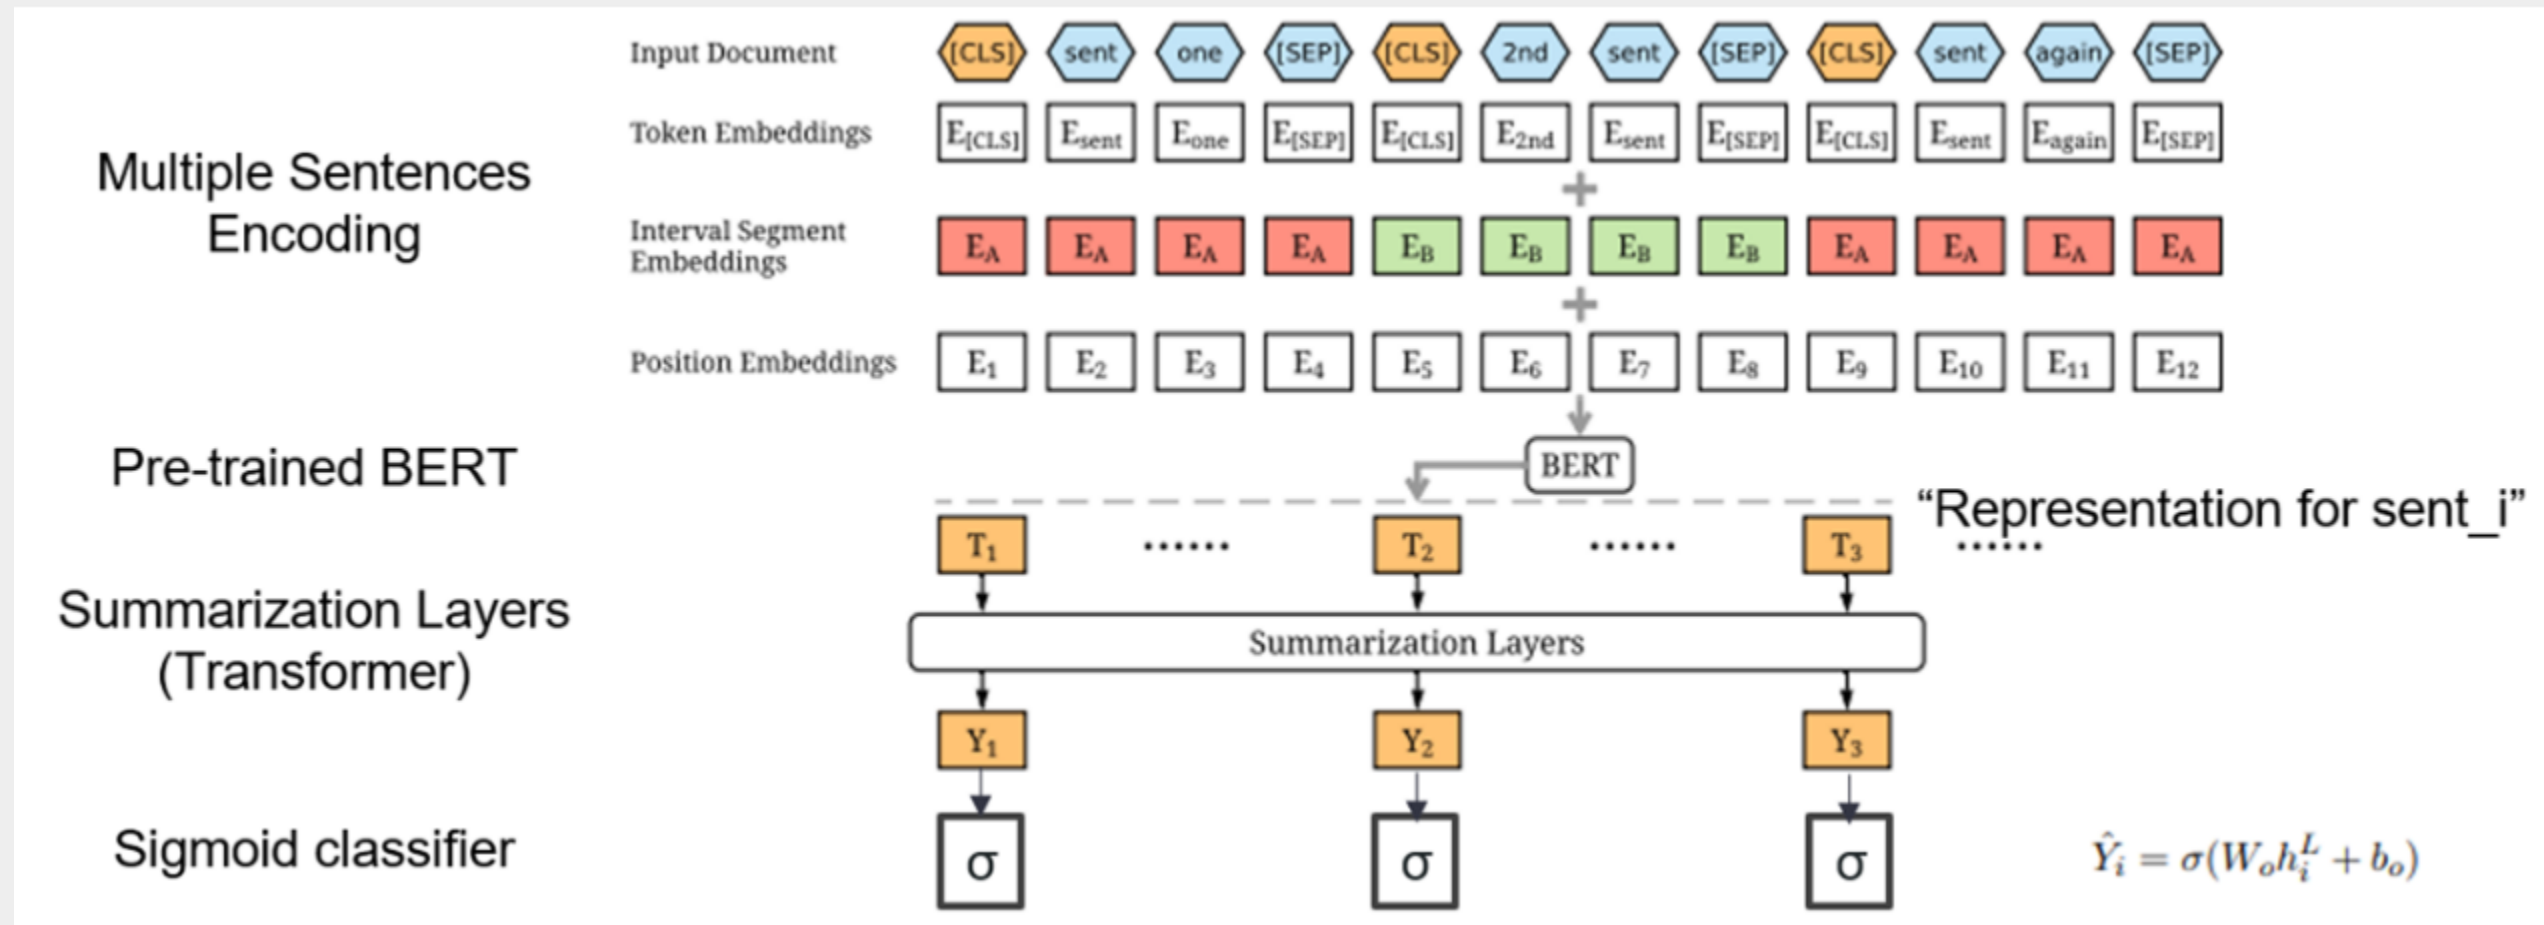 Input Document [CLS] sent one [SEP] [CLS] 2nd sent [SEP] [CLS] sent again [SEP]
Token Embeddings E[CLS] Esent Eone E[SEP] E[CLS] E2nd Esent E[SEP] E[CLS] Esent Eagain E[SEP]
Multiple Sentences
Encoding
+
Interval Segment
Embeddings
EA EA EA EA EB EB EB EB EA EA EA EA
+
Position Embeddings E1 E2 E3 E4 E5 E6 E7 E8 E9 E10 E11 E12
Pre-trained BERT
BERT
"Representation for sent_i"
T1 ...... T2 ...... T3 ......
Summarization Layers
(Transformer)
Summarization Layers
Y1 Y2 Y3
Sigmoid classifier
σ σ σ
Ŷi = σ(Wo hi^L + bo)